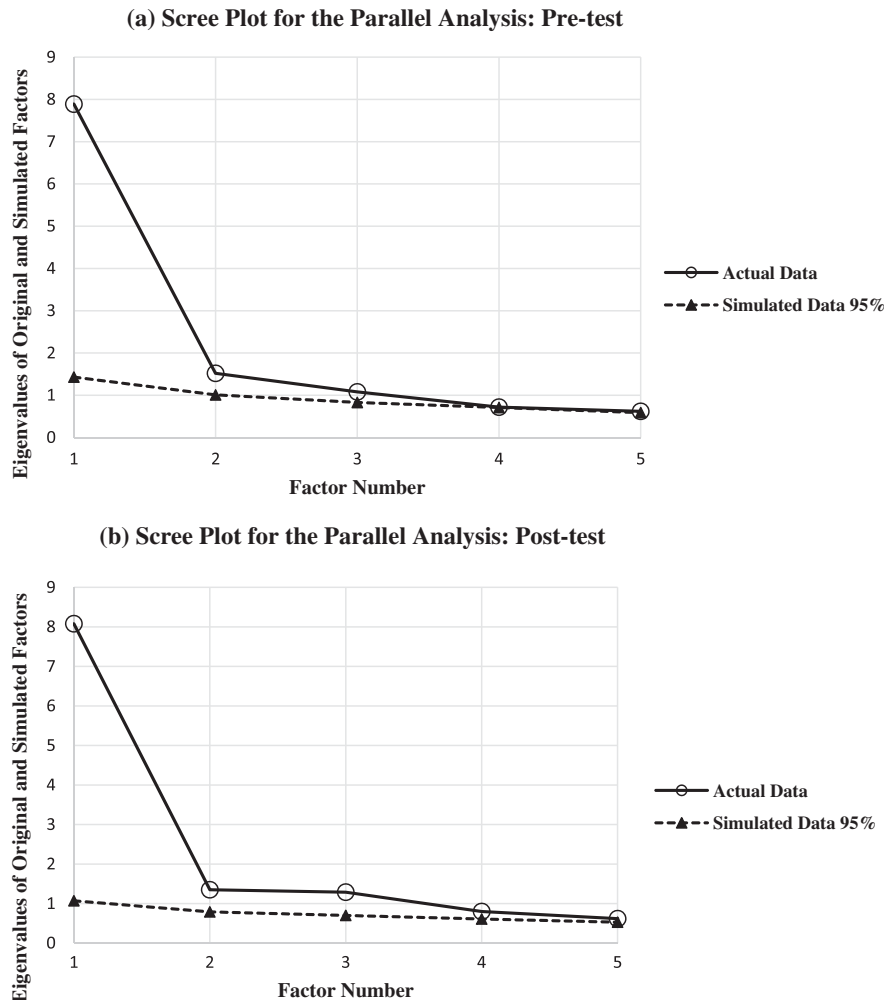 (a) Scree Plot for the Parallel Analysis: Pre-test
Eigenvalues of Original and Simulated Factors
9
8
7
6
5
4
3
2
1
0
1 2 3 4 5
Factor Number
Actual Data
Simulated Data 95%
(b) Scree Plot for the Parallel Analysis: Post-test
Eigenvalues of Original and Simulated Factors
9
8
7
6
5
4
3
2
1
0
1 2 3 4 5
Factor Number
Actual Data
Simulated Data 95%